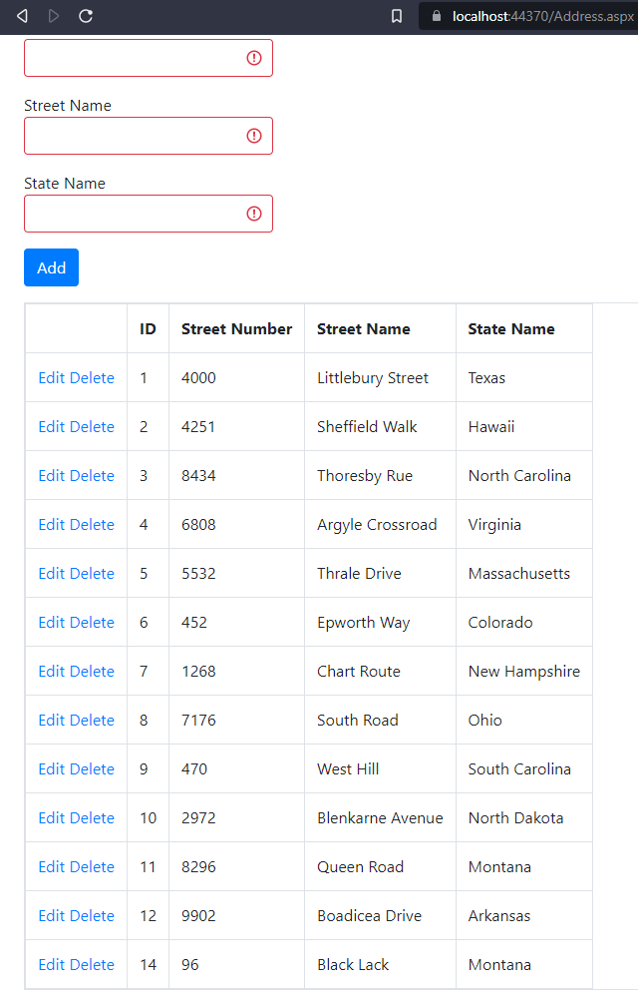 localhost:44370/Address.aspx
Street Name
State Name
Add
ID Street Number Street Name State Name
Edit Delete 1 4000 Littlebury Street Texas
Edit Delete 2 4251 Sheffield Walk Hawaii
Edit Delete 3 8434 Thoresby Rue North Carolina
Edit Delete 4 6808 Argyle Crossroad Virginia
Edit Delete 5 5532 Thrale Drive Massachusetts
Edit Delete 6 452 Epworth Way Colorado
Edit Delete 7 1268 Chart Route New Hampshire
Edit Delete 8 7176 South Road Ohio
Edit Delete 9 470 West Hill South Carolina
Edit Delete 10 2972 Blenkarne Avenue North Dakota
Edit Delete 11 8296 Queen Road Montana
Edit Delete 12 9902 Boadicea Drive Arkansas
Edit Delete 14 96 Black Lack Montana